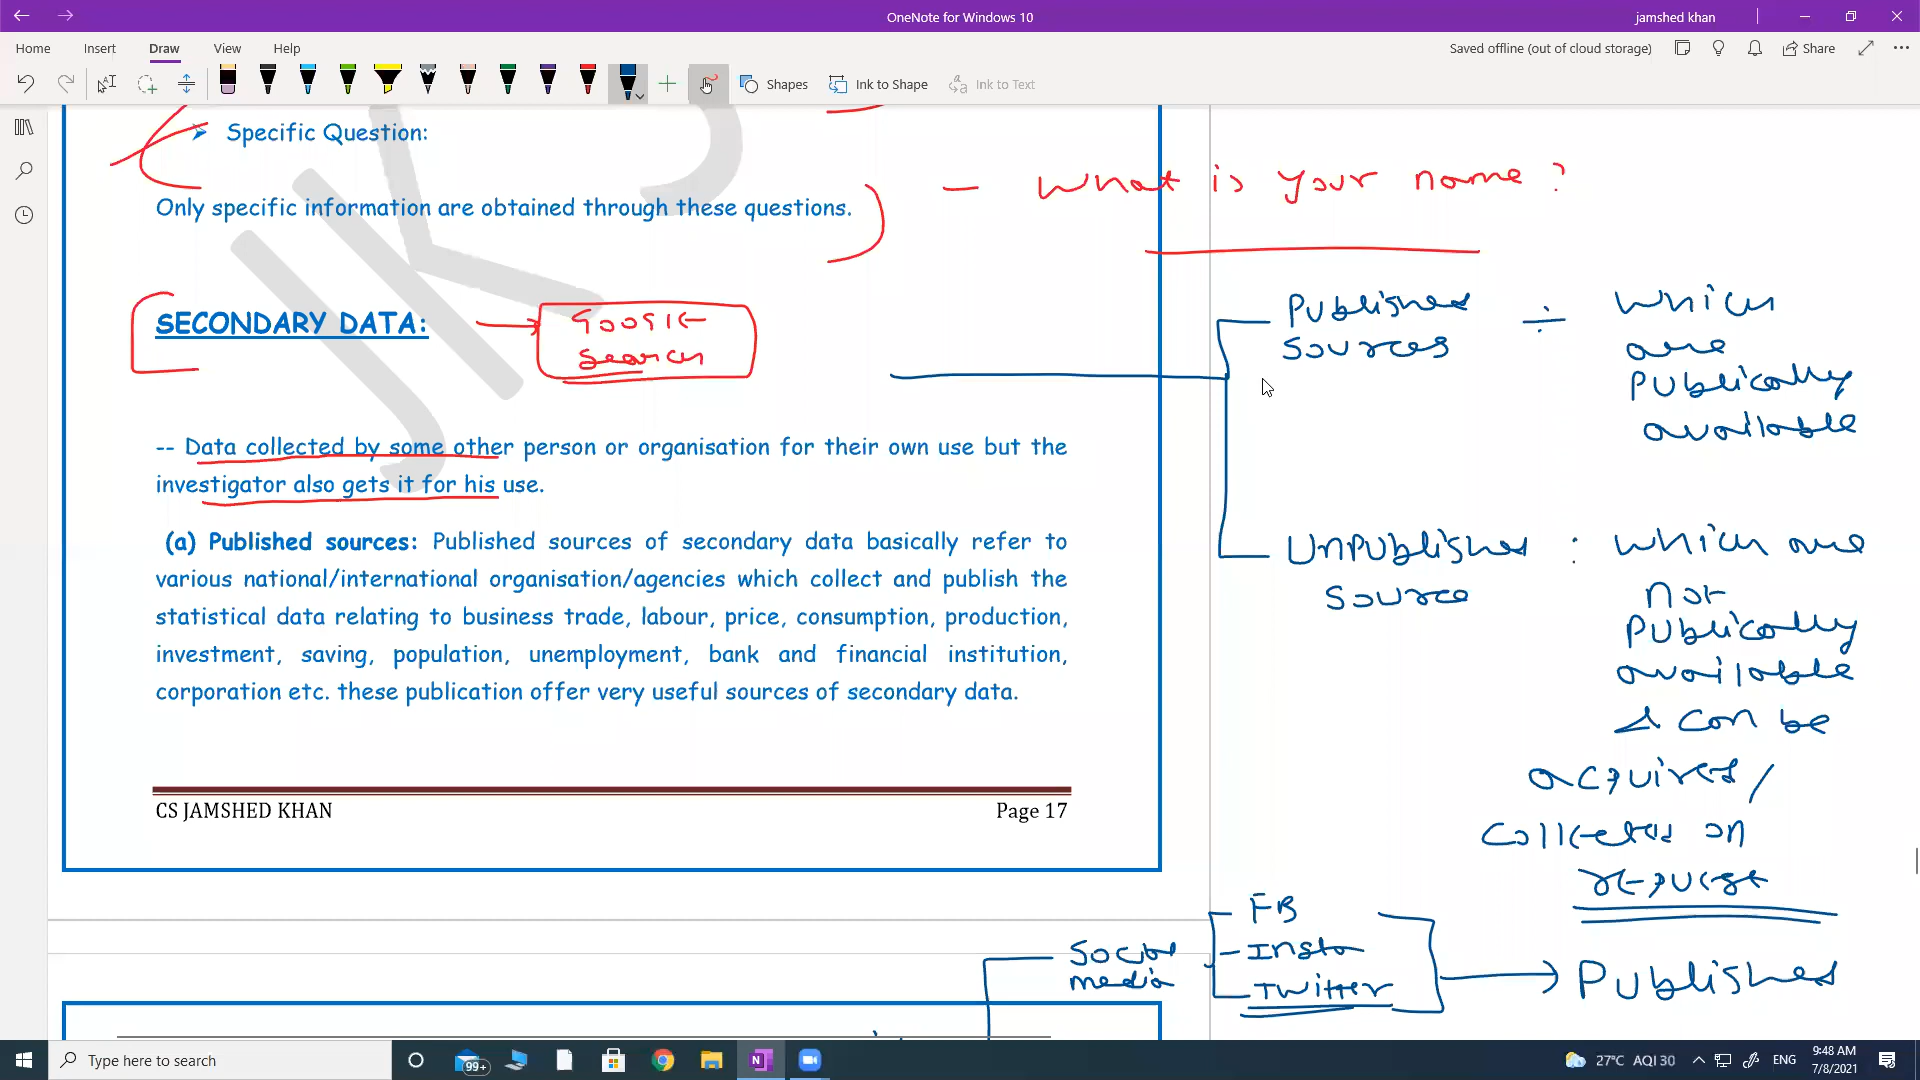 OneNote for Windows 10
jamshed khan
Home Insert Draw View Help
Saved offline (out of cloud storage)
Share
Shapes
Ink to Shape
Ink to Text
Specific Question:
Only specific information are obtained through these questions.
- What is your name?
SECONDARY DATA:
Google
Search
Published
Sources
which
are
Publically
available
-- Data collected by some other person or organisation for their own use but the
investigator also gets it for his use.
(a) Published sources: Published sources of secondary data basically refer to
various national/international organisation/agencies which collect and publish the
statistical data relating to business trade, labour, price, consumption, production,
investment, saving, population, unemployment, bank and financial institution,
corporation etc. these publication offer very useful sources of secondary data.
UnPublished
Source
: which are
not
Publically
available
& can be
acquired/
collected on
request
CS JAMSHED KHAN
Page 17
Social
media
FB
Insta
Twitter
Published
JKS
Type here to search
99+
27°C AQI 30
ENG
9:48 AM
7/8/2021